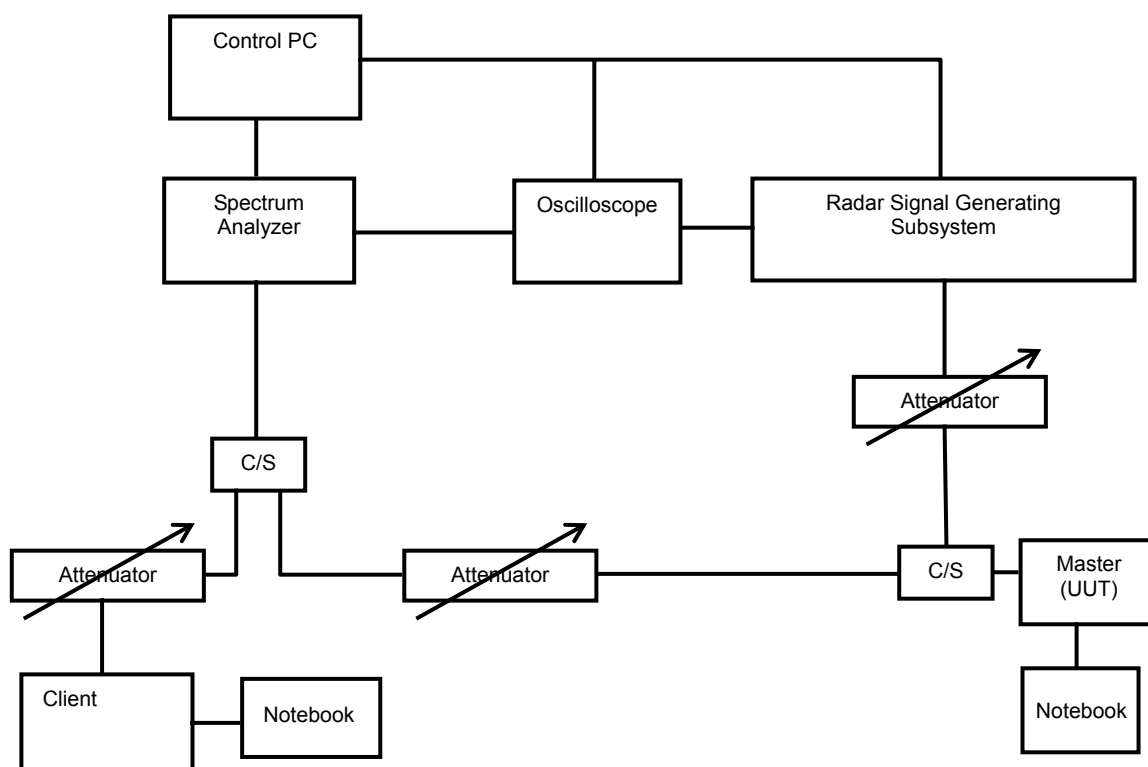 Control PC
Spectrum
Analyzer
Oscilloscope
Radar Signal Generating
Subsystem
Attenuator
C/S
Attenuator
Attenuator
C/S
Master
(UUT)
Client
Notebook
Notebook